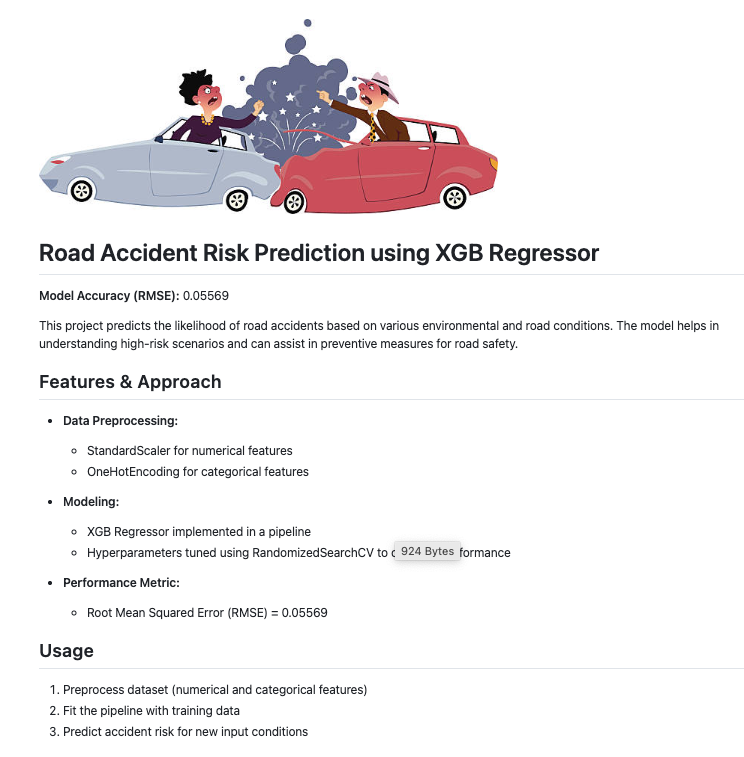 Road Accident Risk Prediction using XGB Regressor
Model Accuracy (RMSE): 0.05569
This project predicts the likelihood of road accidents based on various environmental and road conditions. The model helps in
understanding high-risk scenarios and can assist in preventive measures for road safety.
Features & Approach
Data Preprocessing:
StandardScaler for numerical features
OneHotEncoding for categorical features
Modeling:
XGB Regressor implemented in a pipeline
Hyperparameters tuned using RandomizedSearchCV to 924 Bytes formance
Performance Metric:
Root Mean Squared Error (RMSE) = 0.05569
Usage
1. Preprocess dataset (numerical and categorical features)
2. Fit the pipeline with training data
3. Predict accident risk for new input conditions